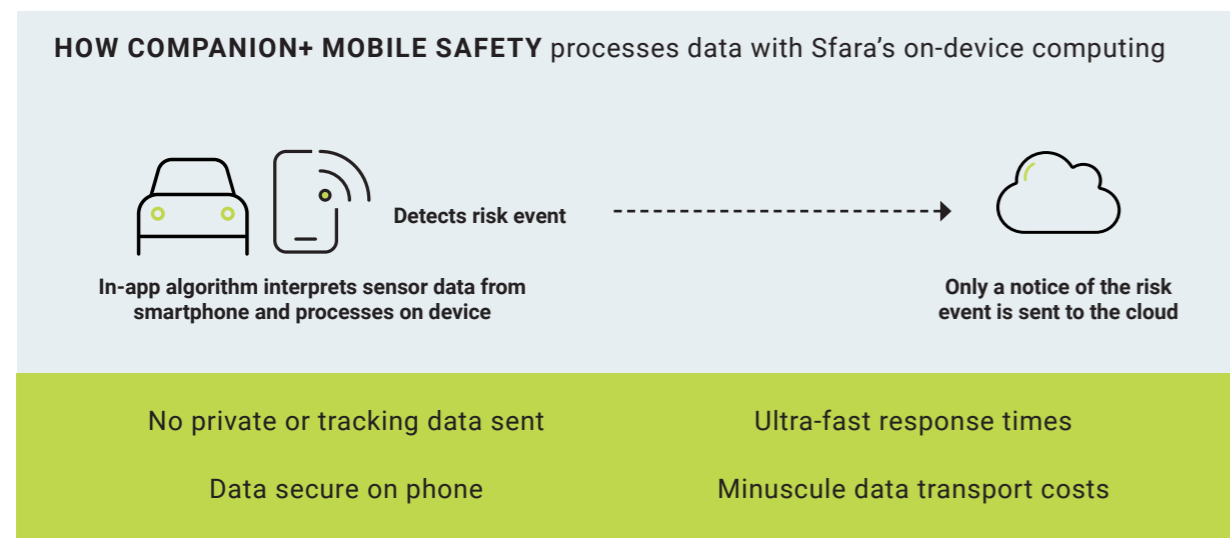 HOW COMPANION+ MOBILE SAFETY processes data with Sfara’s on-device computing
Detects risk event
In-app algorithm interprets sensor data from
smartphone and processes on device
Only a notice of the risk
event is sent to the cloud
No private or tracking data sent
Ultra-fast response times
Data secure on phone
Minuscule data transport costs